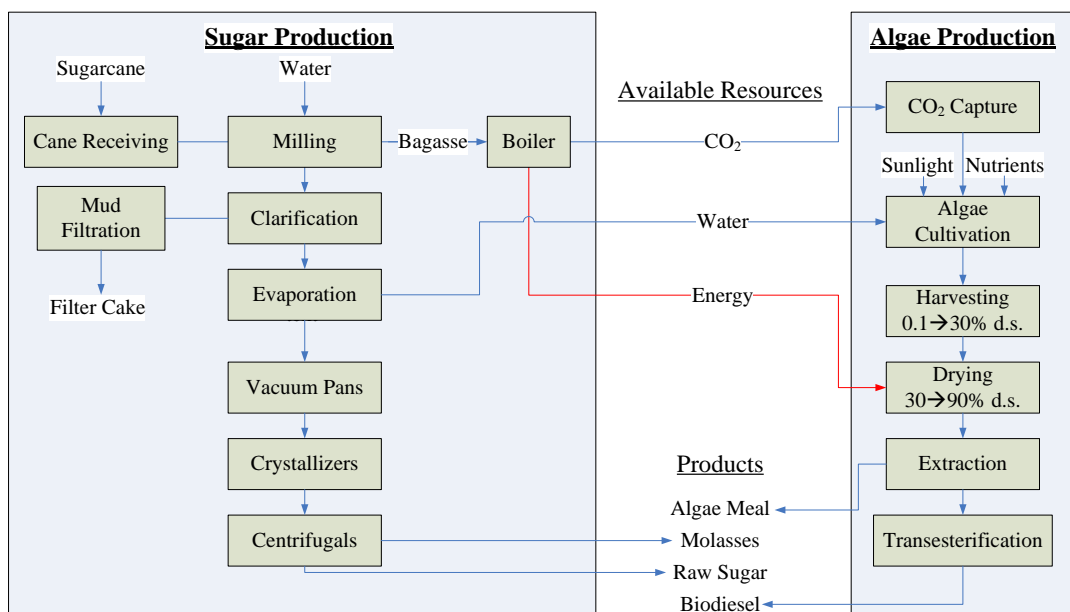 Sugar Production
Algae Production
Sugarcane
Water
Available Resources
CO₂ Capture
Cane Receiving
Milling
Bagasse
Boiler
CO₂
Sunlight
Nutrients
Mud
Filtration
Clarification
Water
Algae
Cultivation
Filter Cake
Evaporation
Energy
Harvesting
0.1→30% d.s.
Vacuum Pans
Drying
30→90% d.s.
Crystallizers
Products
Extraction
Algae Meal
Centrifugals
Molasses
Transesterification
Raw Sugar
Biodiesel